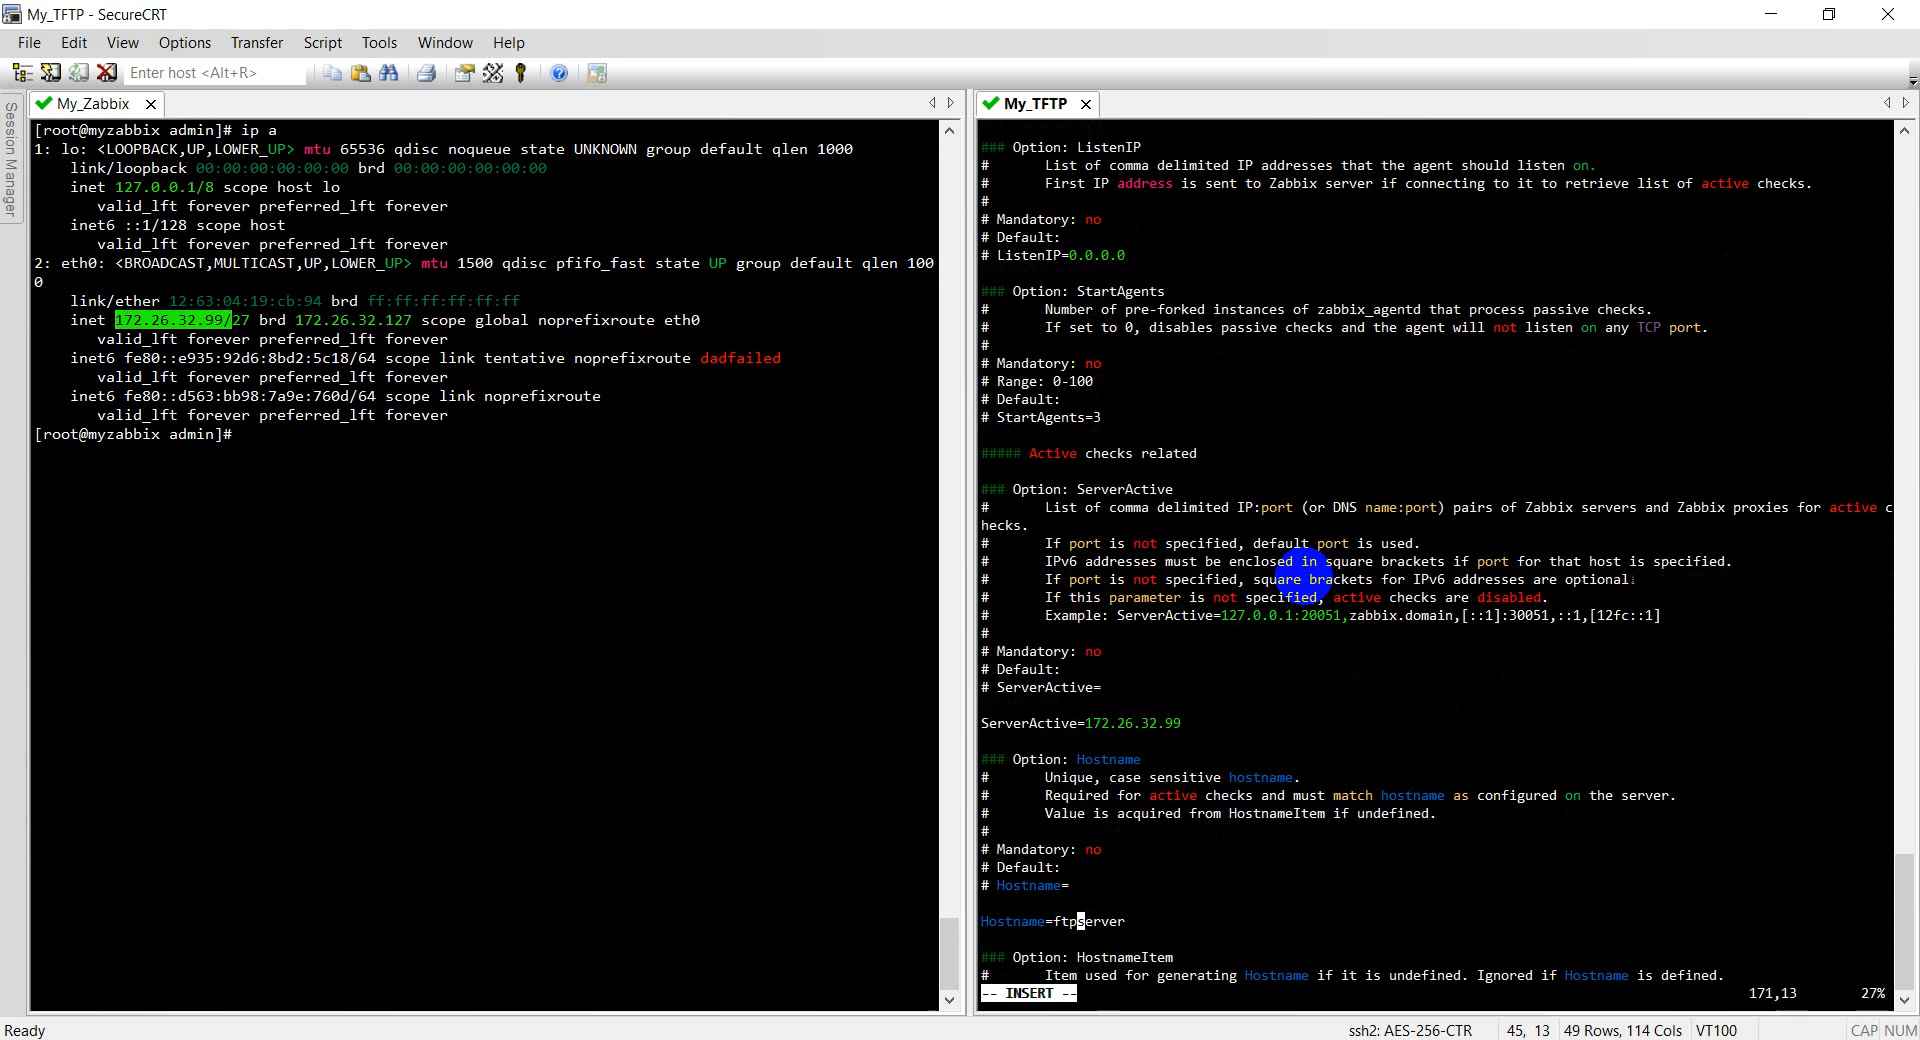 My_TFTP - SecureCRT
File Edit View Options Transfer Script Tools Window Help
Enter host <Alt+R>
Session Manager
My_Zabbix
[root@myzabbix admin]# ip a
1: lo: <LOOPBACK,UP,LOWER_UP> mtu 65536 qdisc noqueue state UNKNOWN group default qlen 1000
link/loopback 00:00:00:00:00:00 brd 00:00:00:00:00:00
inet 127.0.0.1/8 scope host lo
valid_lft forever preferred_lft forever
inet6 ::1/128 scope host
valid_lft forever preferred_lft forever
2: eth0: <BROADCAST,MULTICAST,UP,LOWER_UP> mtu 1500 qdisc pfifo_fast state UP group default qlen 100
0
link/ether 12:63:04:19:cb:94 brd ff:ff:ff:ff:ff:ff
inet 172.26.32.99/27 brd 172.26.32.127 scope global noprefixroute eth0
valid_lft forever preferred_lft forever
inet6 fe80::e935:92d6:8bd2:5c18/64 scope link tentative noprefixroute dadfailed
valid_lft forever preferred_lft forever
inet6 fe80::d563:bb98:7a9e:760d/64 scope link noprefixroute
valid_lft forever preferred_lft forever
[root@myzabbix admin]#
My_TFTP
### Option: ListenIP
# List of comma delimited IP addresses that the agent should listen on.
# First IP address is sent to Zabbix server if connecting to it to retrieve list of active checks.
#
# Mandatory: no
# Default:
# ListenIP=0.0.0.0
### Option: StartAgents
# Number of pre-forked instances of zabbix_agentd that process passive checks.
# If set to 0, disables passive checks and the agent will not listen on any TCP port.
#
# Mandatory: no
# Range: 0-100
# Default:
# StartAgents=3
##### Active checks related
### Option: ServerActive
# List of comma delimited IP:port (or DNS name:port) pairs of Zabbix servers and Zabbix proxies for active c
hecks.
# If port is not specified, default port is used.
# IPv6 addresses must be enclosed in square brackets if port for that host is specified.
# If port is not specified, square brackets for IPv6 addresses are optional.
# If this parameter is not specified, active checks are disabled.
# Example: ServerActive=127.0.0.1:20051,zabbix.domain,[::1]:30051,::1,[12fc::1]
#
# Mandatory: no
# Default:
# ServerActive=
ServerActive=172.26.32.99
### Option: Hostname
# Unique, case sensitive hostname.
# Required for active checks and must match hostname as configured on the server.
# Value is acquired from HostnameItem if undefined.
#
# Mandatory: no
# Default:
# Hostname=
Hostname=ftpserver
### Option: HostnameItem
# Item used for generating Hostname if it is undefined. Ignored if Hostname is defined.
-- INSERT -- 171,13 27%
Ready ssh2: AES-256-CTR 45, 13 49 Rows, 114 Cols VT100 CAP NUM